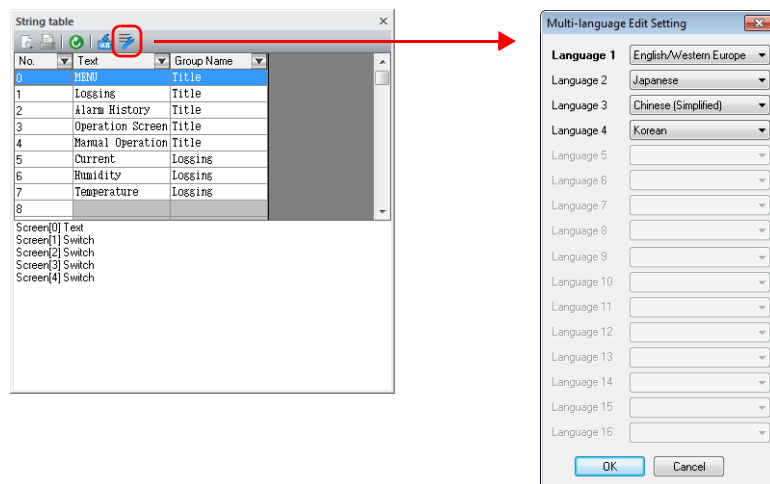 String table
No. Text Group Name
0 MENU Title
1 Logging Title
2 Alarm History Title
3 Operation Screen Title
4 Manual Operation Title
5 Current Logging
6 Humidity Logging
7 Temperature Logging
8
Screen[0] Text
Screen[1] Switch
Screen[2] Switch
Screen[3] Switch
Screen[4] Switch
Multi-language Edit Setting
Language 1 English/Western Europe
Language 2 Japanese
Language 3 Chinese (Simplified)
Language 4 Korean
Language 5
Language 6
Language 7
Language 8
Language 9
Language 10
Language 11
Language 12
Language 13
Language 14
Language 15
Language 16
OK Cancel